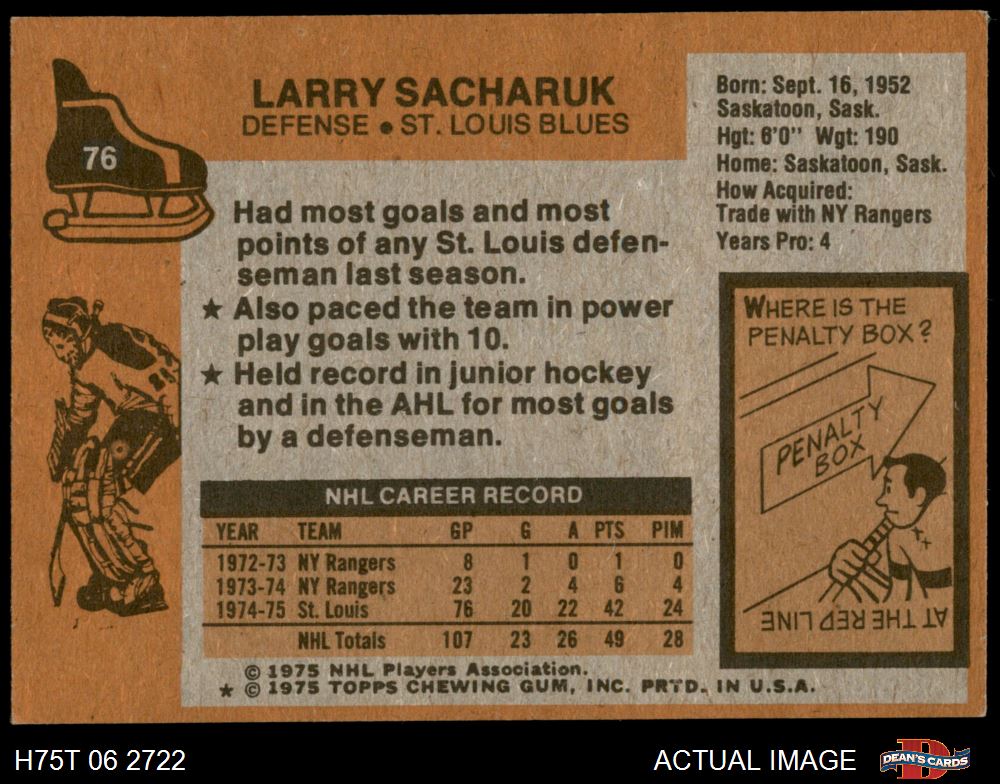 76
LARRY SACHARUK
DEFENSE • ST. LOUIS BLUES
Had most goals and most
points of any St. Louis defen-
seman last season.
★ Also paced the team in power
play goals with 10.
★ Held record in junior hockey
and in the AHL for most goals
by a defenseman.
Born: Sept. 16, 1952
Saskatoon, Sask.
Hgt: 6'0" Wgt: 190
Home: Saskatoon, Sask.
How Acquired:
Trade with NY Rangers
Years Pro: 4
WHERE IS THE
PENALTY BOX?
PENALTY
BOX
AT THE RED LINE
NHL CAREER RECORD
YEAR TEAM GP G A PTS PIM
1972-73 NY Rangers 8 1 0 1 0
1973-74 NY Rangers 23 2 4 6 4
1974-75 St. Louis 76 20 22 42 24
NHL Totals 107 23 26 49 28
© 1975 NHL Players Association.
★ © 1975 TOPPS CHEWING GUM, INC. PRTD. IN U.S.A.
H75T 06 2722
ACTUAL IMAGE
D
DEAN'S CARDS